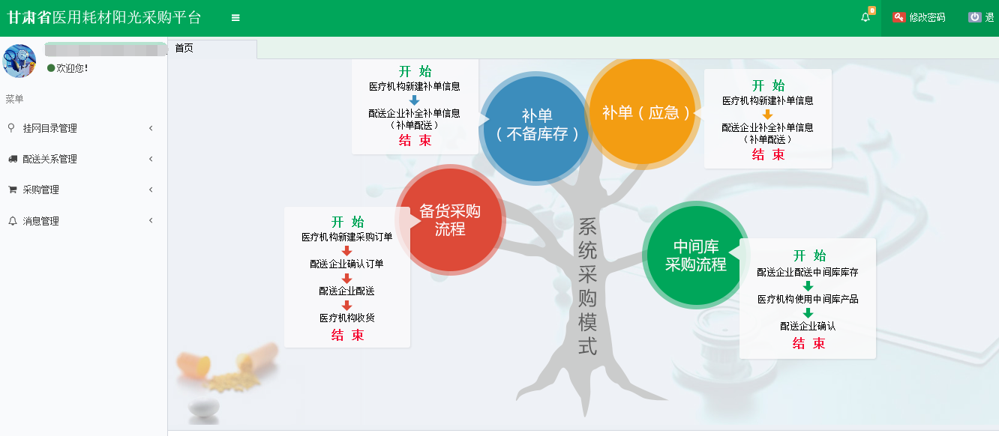 甘肃省医用耗材阳光采购平台
0
修改密码
退
欢迎您!
首页
菜单
挂网目录管理
配送关系管理
采购管理
消息管理
开 始
医疗机构新建补单信息
配送企业补全补单信息
（补单配送）
结 束
补单
（不备库存）
补单（应急）
开 始
医疗机构新建补单信息
配送企业补全补单信息
（补单配送）
结 束
备货采购
流程
开 始
医疗机构新建采购订单
配送企业确认订单
配送企业配送
医疗机构收货
结 束
系统采购模式
中间库
采购流程
开 始
配送企业配送中间库库存
医疗机构使用中间库产品
配送企业确认
结 束